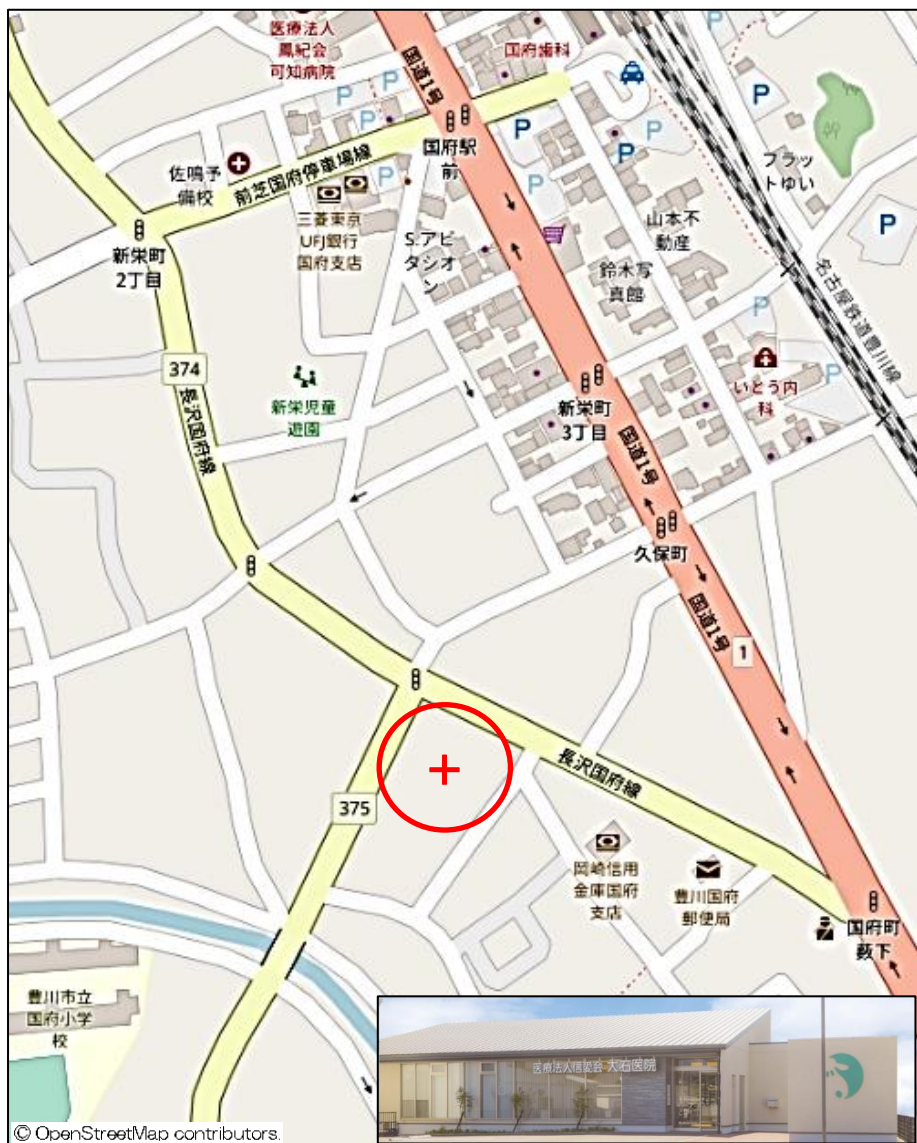 医療法人
鳳紀会
可知病院
国道1号
国府歯科
P
P
P
P
P
国府駅
前
P
佐鳴予
備校
前芝国府停車場線
三菱東京
UFJ銀行
国府支店
P
P
フラッ
トゆい
P
新栄町
2丁目
S.アビ
タシオ
ン
山本不
動産
P
鈴木写
真館
名古屋鉄道豊川線
P
374
長沢国府線
新栄児童
遊園
新栄町
3丁目
いとう内
科
P
P
国道1号
久保町
国道1号
1
長沢国府線
375
岡崎信用
金庫国府
支店
豊川国府
郵便局
国府町
薮下
豊川市立
国府小学
校
医療法人信愛会 大石医院
© OpenStreetMap contributors.